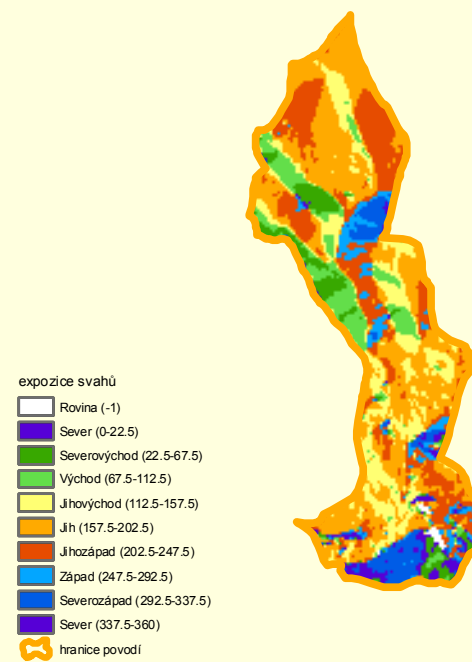 expozice svahů
Rovina (-1)
Sever (0-22.5)
Severovýchod (22.5-67.5)
Východ (67.5-112.5)
Jihovýchod (112.5-157.5)
Jih (157.5-202.5)
Jihozápad (202.5-247.5)
Západ (247.5-292.5)
Severozápad (292.5-337.5)
Sever (337.5-360)
hranice povodí